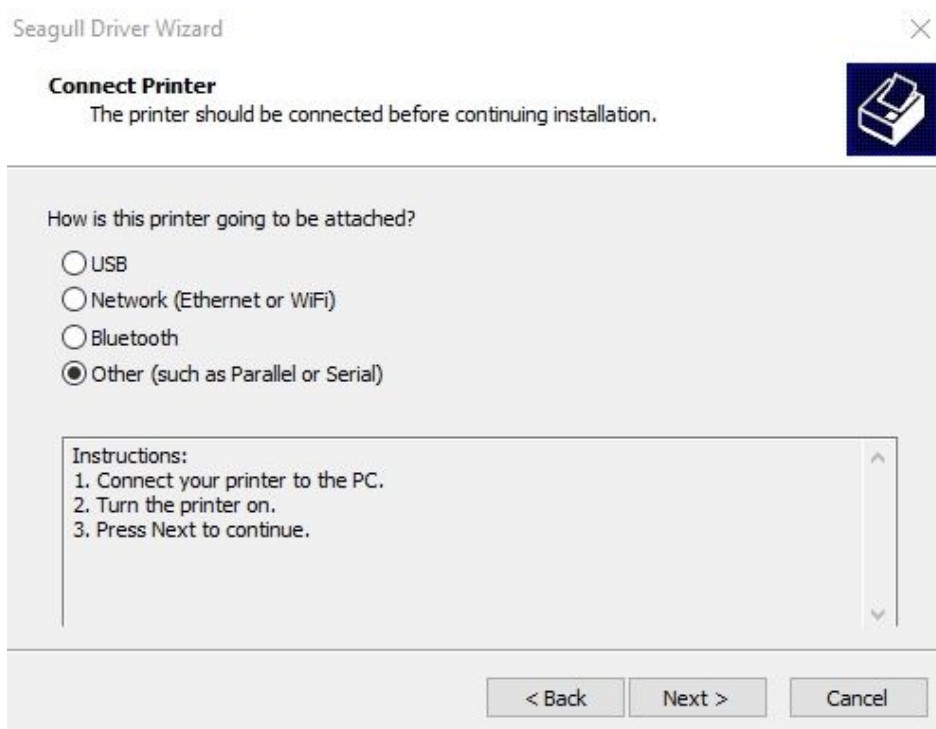 Seagull Driver Wizard
Connect Printer
The printer should be connected before continuing installation.
How is this printer going to be attached?
USB
Network (Ethernet or WiFi)
Bluetooth
Other (such as Parallel or Serial)
Instructions:
1. Connect your printer to the PC.
2. Turn the printer on.
3. Press Next to continue.
< Back Next > Cancel